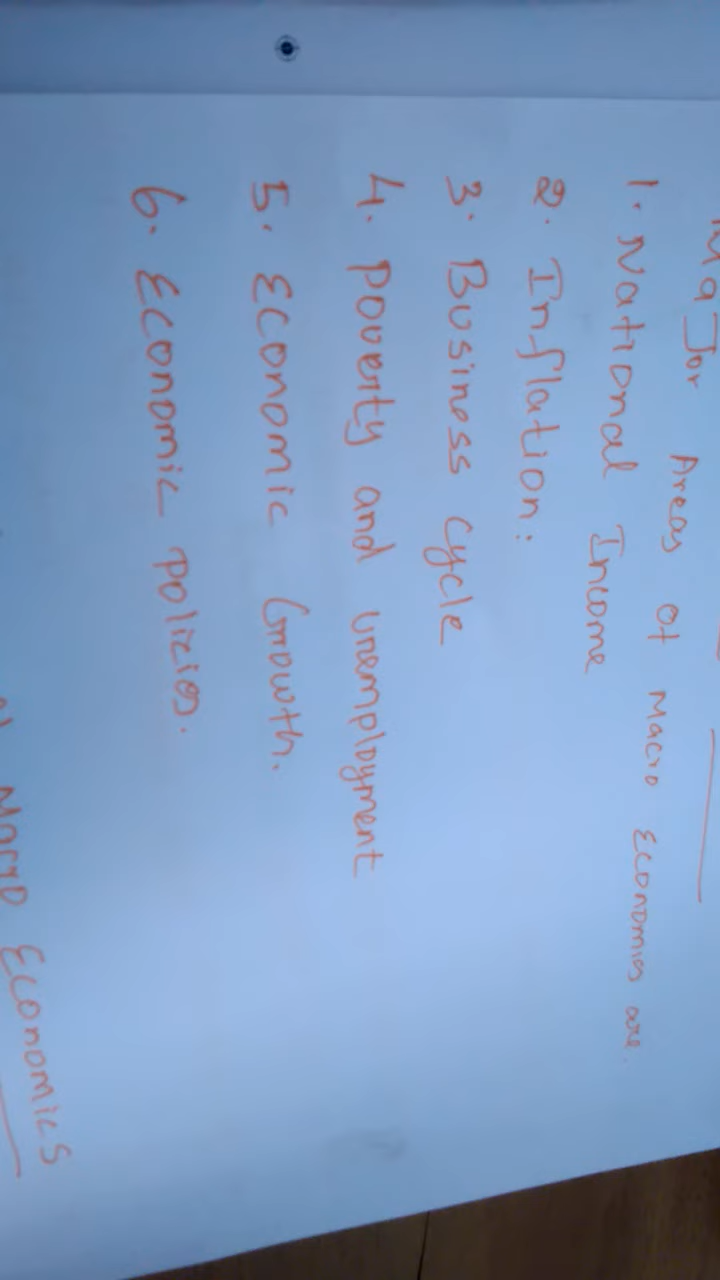 Major Areas of Macro Economics are.
1. National Income
2. Inflation:
3. Business cycle
4. Poverty and Unemployment
5. Economic Growth.
6. Economic policies.
Macro Economics